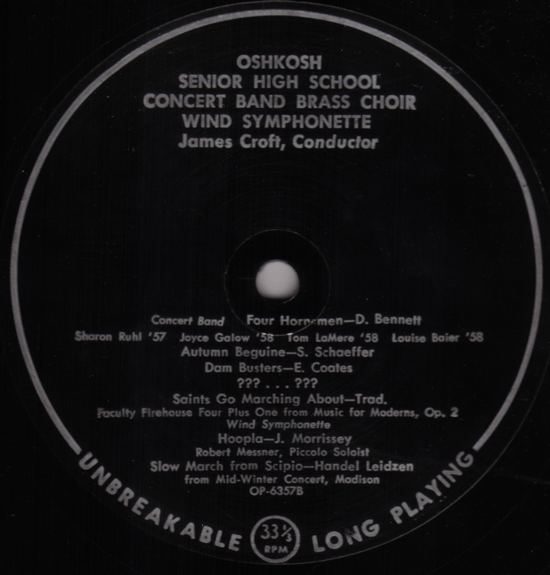 OSHKOSH
SENIOR HIGH SCHOOL
CONCERT BAND BRASS CHOIR
WIND SYMPHONETTE
James Croft, Conductor
Concert Band Four Hornmen—D. Bennett
Sharon Ruhl '57 Joyce Galow '58 Tom LaMere '58 Louise Baier '58
Autumn Beguine—S. Schaeffer
Dam Busters—E. Coates
??? . . . ???
Saints Go Marching About—Trad.
Faculty Firehouse Four Plus One from Music for Moderns, Op. 2
Wind Symphonette
Hoopla—J. Morrissey
Robert Messner, Piccolo Soloist
Slow March from Scipio—Handel Leidzen
from Mid-Winter Concert, Madison
OP-6357B
UNBREAKABLE 33⅓ RPM LONG PLAYING